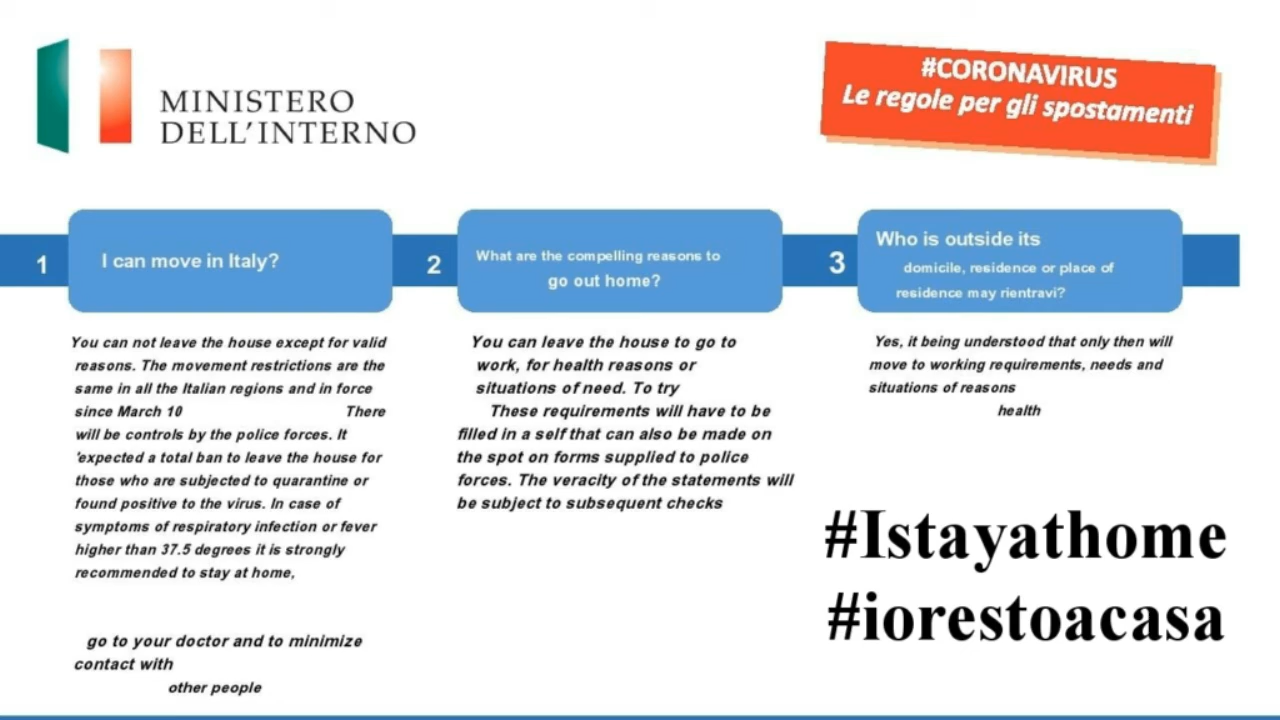 MINISTERO
DELL'INTERNO
#CORONAVIRUS
Le regole per gli spostamenti
1
I can move in Italy?
You can not leave the house except for valid
reasons. The movement restrictions are the
same in all the Italian regions and in force
since March 10 There
will be controls by the police forces. It
'expected a total ban to leave the house for
those who are subjected to quarantine or
found positive to the virus. In case of
symptoms of respiratory infection or fever
higher than 37.5 degrees it is strongly
recommended to stay at home,
go to your doctor and to minimize
contact with
other people
2
What are the compelling reasons to
go out home?
You can leave the house to go to
work, for health reasons or
situations of need. To try
These requirements will have to be
filled in a self that can also be made on
the spot on forms supplied to police
forces. The veracity of the statements will
be subject to subsequent checks
3
Who is outside its
domicile, residence or place of
residence may rientravi?
Yes, it being understood that only then will
move to working requirements, needs and
situations of reasons
health
#Istayathome
#iorestoacasa